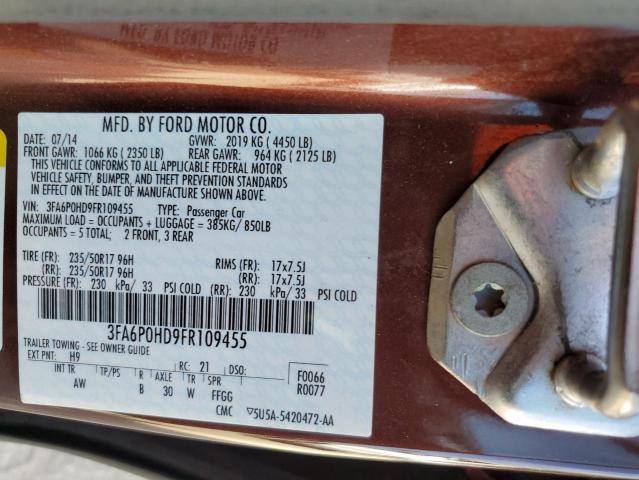 MFD. BY FORD MOTOR CO.
DATE: 07/14 GVWR: 2019 KG ( 4450 LB)
FRONT GAWR: 1066 KG ( 2350 LB) REAR GAWR: 964 KG ( 2125 LB)
THIS VEHICLE CONFORMS TO ALL APPLICABLE FEDERAL MOTOR
VEHICLE SAFETY, BUMPER, AND THEFT PREVENTION STANDARDS
IN EFFECT ON THE DATE OF MANUFACTURE SHOWN ABOVE.
VIN: 3FA6P0HD9FR109455 TYPE: Passenger Car
MAXIMUM LOAD = OCCUPANTS + LUGGAGE = 385KG/ 850LB
OCCUPANTS = 5 TOTAL; 2 FRONT, 3 REAR
TIRE (FR): 235/50R17 96H RIMS (FR): 17x7.5J
(RR): 235/50R17 96H (RR): 17x7.5J
PRESSURE (FR): 230 kPa/ 33 PSI COLD (RR): 230 kPa/ 33 PSI COLD
3FA6P0HD9FR109455
TRAILER TOWING - SEE OWNER GUIDE
EXT PNT: H9 RC: 21 DSO: F0066
R0077
INT TR TP/PS R AXLE TR SPR
AW B 30 W FFGG
CMC ▽5U5A-5420472-AA